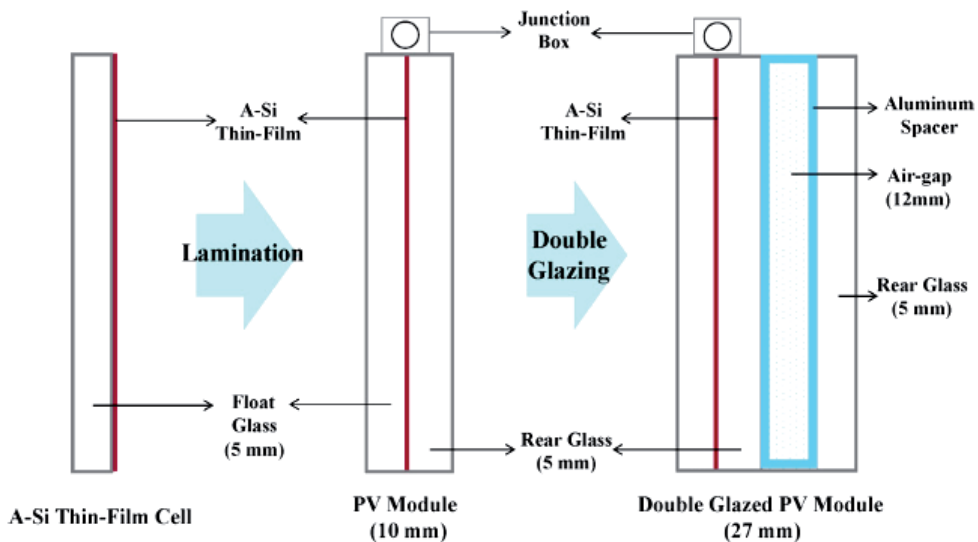 Junction
Box
A-Si
Thin-Film
A-Si
Thin-Film
Aluminum
Spacer
Air-gap
(12mm)
Lamination
Double
Glazing
Rear Glass
(5 mm)
Float
Glass
(5 mm)
Rear Glass
(5 mm)
A-Si Thin-Film Cell
PV Module
(10 mm)
Double Glazed PV Module
(27 mm)